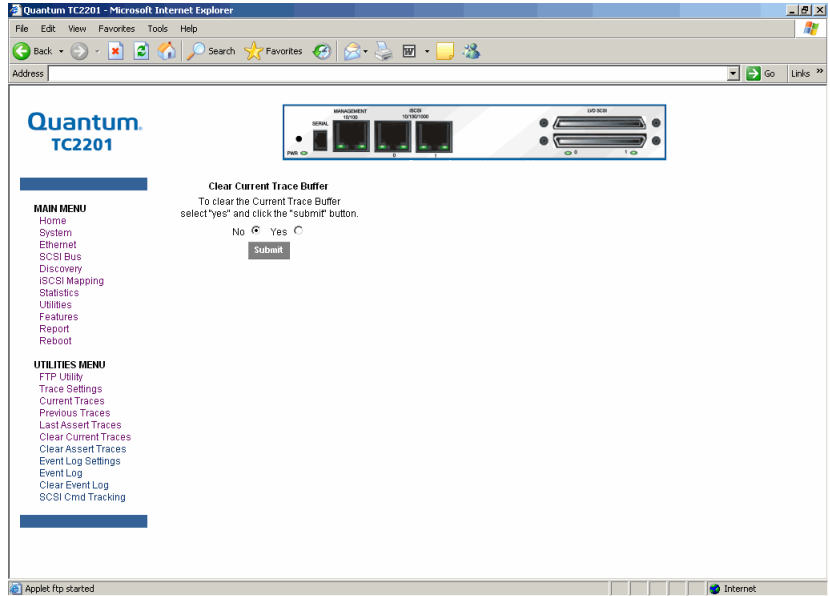 Quantum TC2201 - Microsoft Internet Explorer
File Edit View Favorites Tools Help
Back Search Favorites
Address Go Links »
Quantum.
TC2201
MANAGEMENT
10/100
iSCSI
10/100/1000
LVD SCSI
SERIAL
PWR 0 1 0 1
Clear Current Trace Buffer
To clear the Current Trace Buffer
select "yes" and click the "submit" button.
No Yes
Submit
MAIN MENU
Home
System
Ethernet
SCSI Bus
Discovery
iSCSI Mapping
Statistics
Utilities
Features
Report
Reboot
UTILITIES MENU
FTP Utility
Trace Settings
Current Traces
Previous Traces
Last Assert Traces
Clear Current Traces
Clear Assert Traces
Event Log Settings
Event Log
Clear Event Log
SCSI Cmd Tracking
Applet ftp started Internet